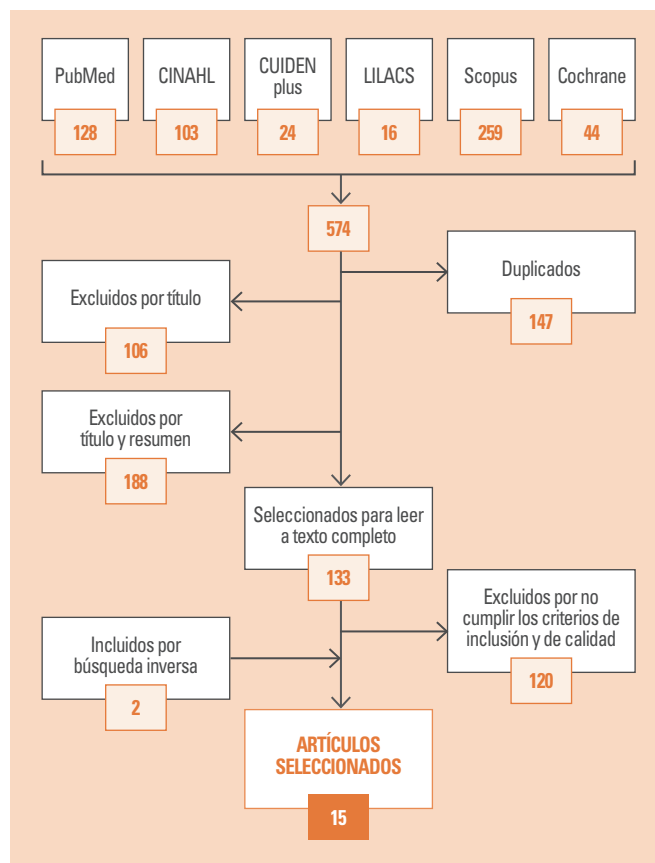 PubMed
128
CINAHL
103
CUIDEN
plus
24
LILACS
16
Scopus
259
Cochrane
44
574
Duplicados
147
Excluidos por título
106
Excluidos por
título y resumen
188
Seleccionados para leer
a texto completo
133
Excluidos por no
cumplir los criterios de
inclusión y de calidad
120
Incluidos por
búsqueda inversa
2
ARTÍCULOS
SELECCIONADOS
15